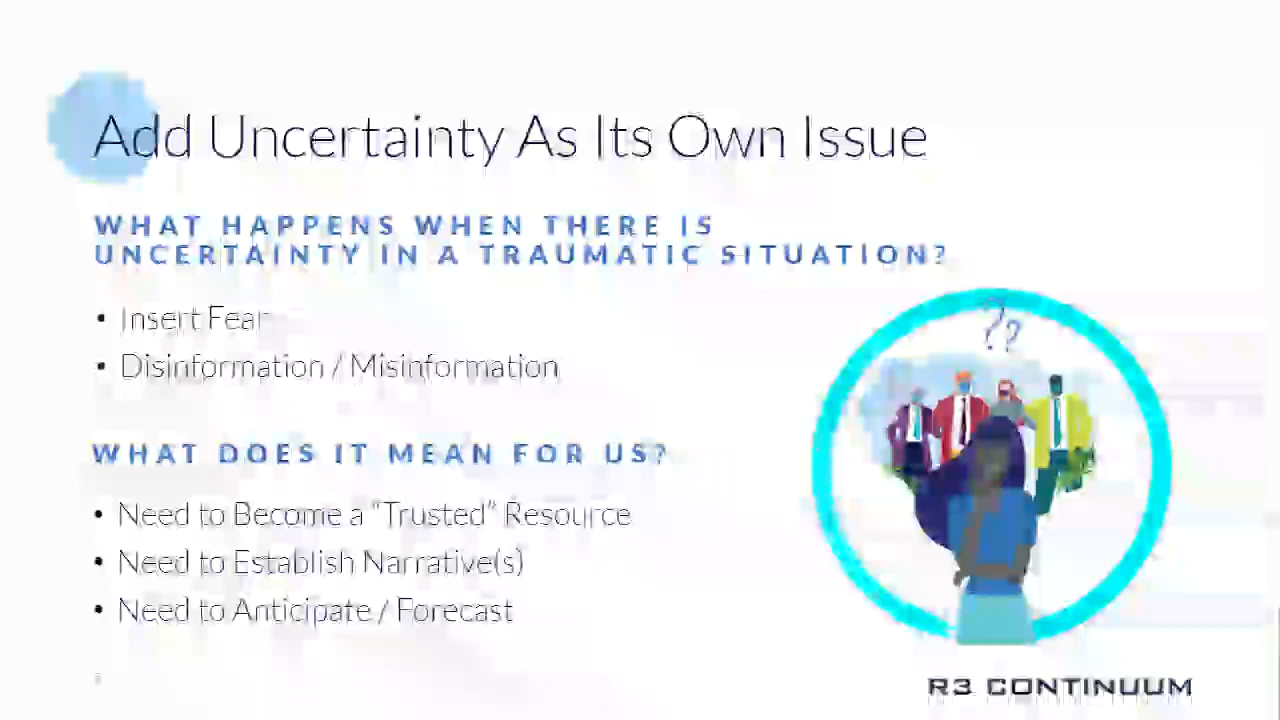 Add Uncertainty As Its Own Issue
WHAT HAPPENS WHEN THERE IS
UNCERTAINTY IN A TRAUMATIC SITUATION?
• Insert Fear
• Disinformation / Misinformation
WHAT DOES IT MEAN FOR US?
• Need to Become a “Trusted” Resource
• Need to Establish Narrative(s)
• Need to Anticipate / Forecast
??
R3 CONTINUUM